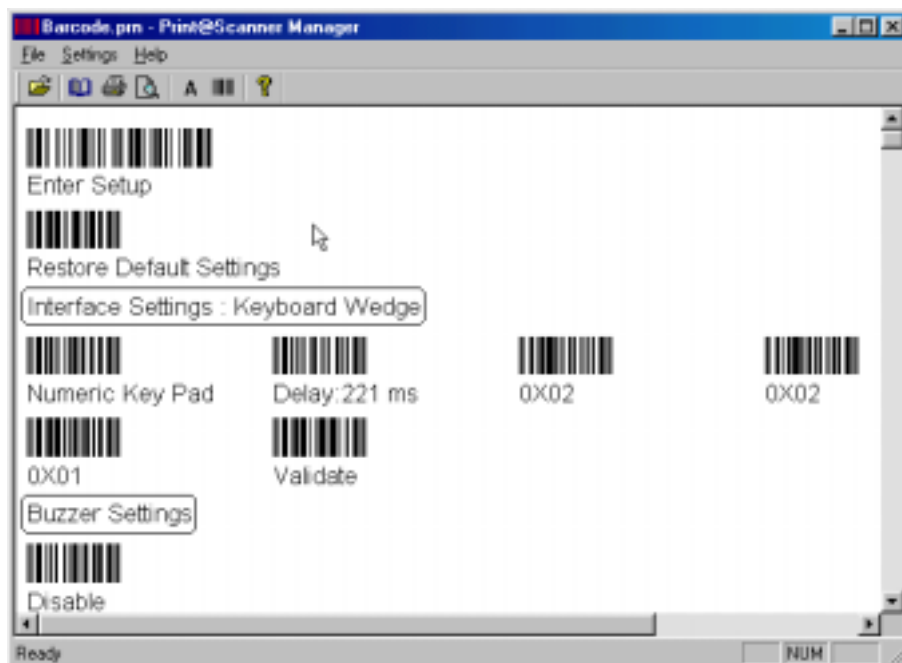 Barcode.prn - Print@Scanner Manager
File Settings Help
A
Enter Setup
Restore Default Settings
Interface Settings : Keyboard Wedge
Numeric Key Pad Delay:221 ms 0X02 0X02
0X01 Validate
Buzzer Settings
Disable
Ready NUM